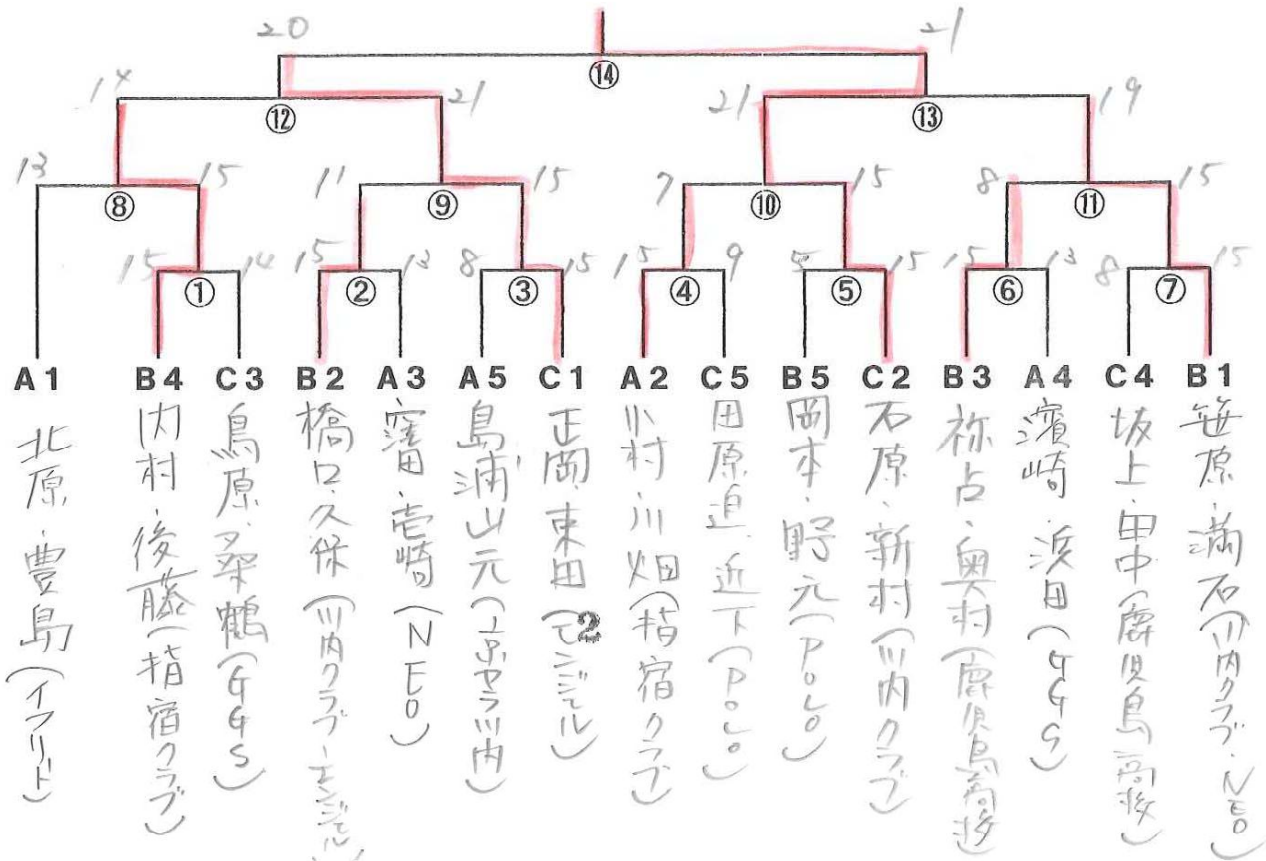 20 21
⑭
14 21 21 19
⑫ ⑬
13 15 11 15 7 15 8 15
⑧ ⑨ ⑩ ⑪
15 14 15 13 8 15 15 9 5 15 15 13 8 15
① ② ③ ④ ⑤ ⑥ ⑦
A1 B4 C3 B2 A3 A5 C1 A2 C5 B5 C2 B3 A4 C4 B1
北原・豊島(イフリート)
内村・後藤(指宿クラブ)
鳥原・桑鶴(GGS)
橋口・久保(川内クラブ・エンジェル)
窪田・壱崎(NEO)
島浦・山元(川内)
正岡・東田(エンジェル2)
小村・川畑(指宿クラブ)
田原迫・近下(POLO)
岡本・野元(POLO)
石原・新村(川内クラブ)
祢占・奥村(鹿児島高校)
濱崎・浜田(GGS)
坂上・田中(鹿児島高校)
笹原・満石(川内クラブ・NEO)